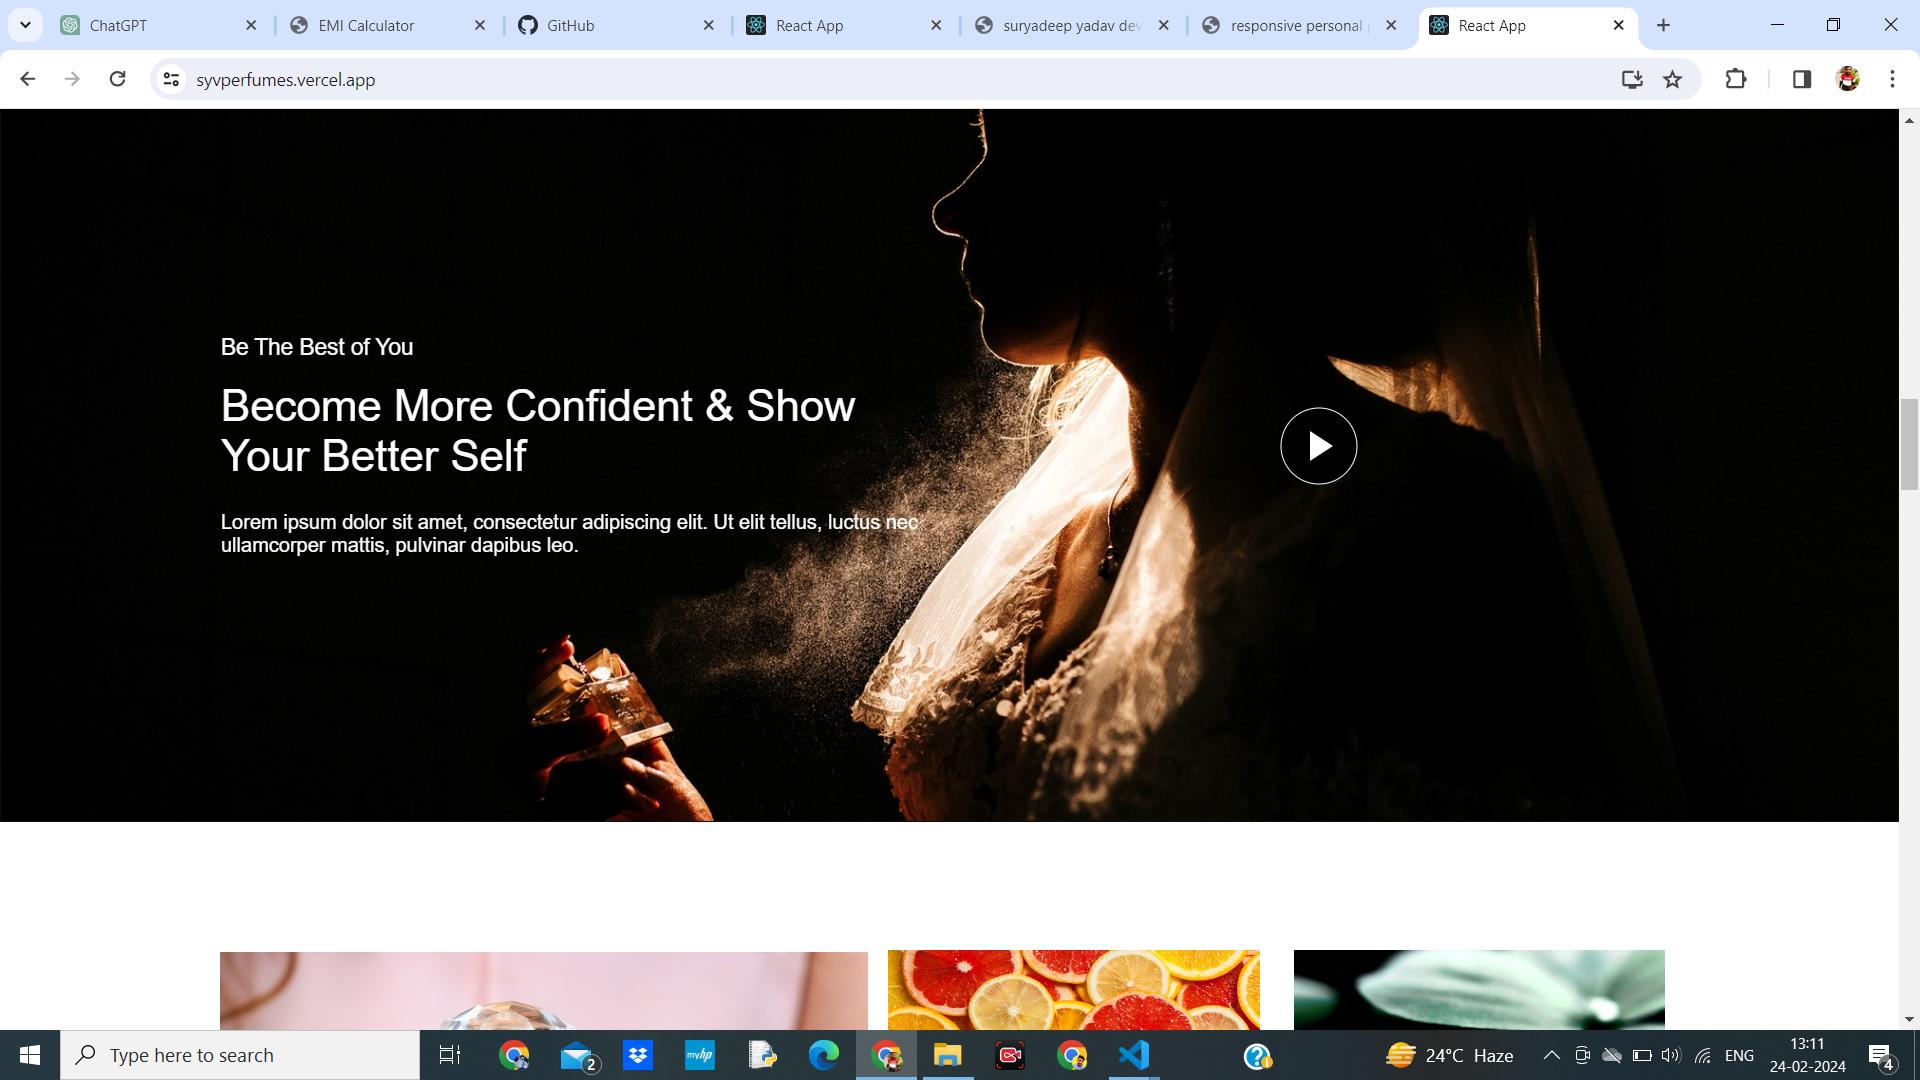 ChatGPT
EMI Calculator
GitHub
React App
suryadeep yadav dev
responsive personal
React App
syvperfumes.vercel.app
Be The Best of You
Become More Confident & Show
Your Better Self
Lorem ipsum dolor sit amet, consectetur adipiscing elit. Ut elit tellus, luctus nec
ullamcorper mattis, pulvinar dapibus leo.
Type here to search
2
myhp
24°C Haze
ENG
13:11
24-02-2024
4